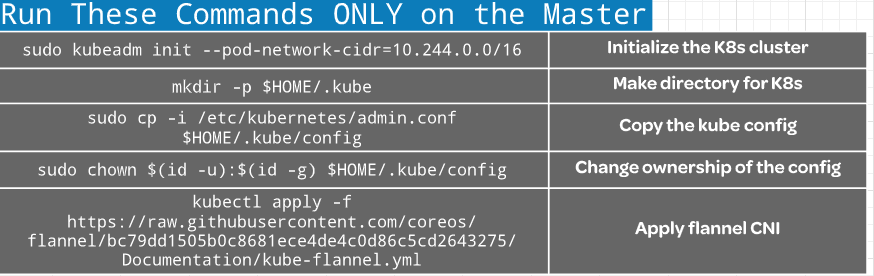 Run These Commands ONLY on the Master
sudo kubeadm init --pod-network-cidr=10.244.0.0/16
Initialize the K8s cluster
mkdir -p $HOME/.kube
Make directory for K8s
sudo cp -i /etc/kubernetes/admin.conf
$HOME/.kube/config
Copy the kube config
sudo chown $(id -u):$(id -g) $HOME/.kube/config
Change ownership of the config
kubectl apply -f
https://raw.githubusercontent.com/coreos/
flannel/bc79dd1505b0c8681ece4de4c0d86c5cd2643275/
Documentation/kube-flannel.yml
Apply flannel CNI